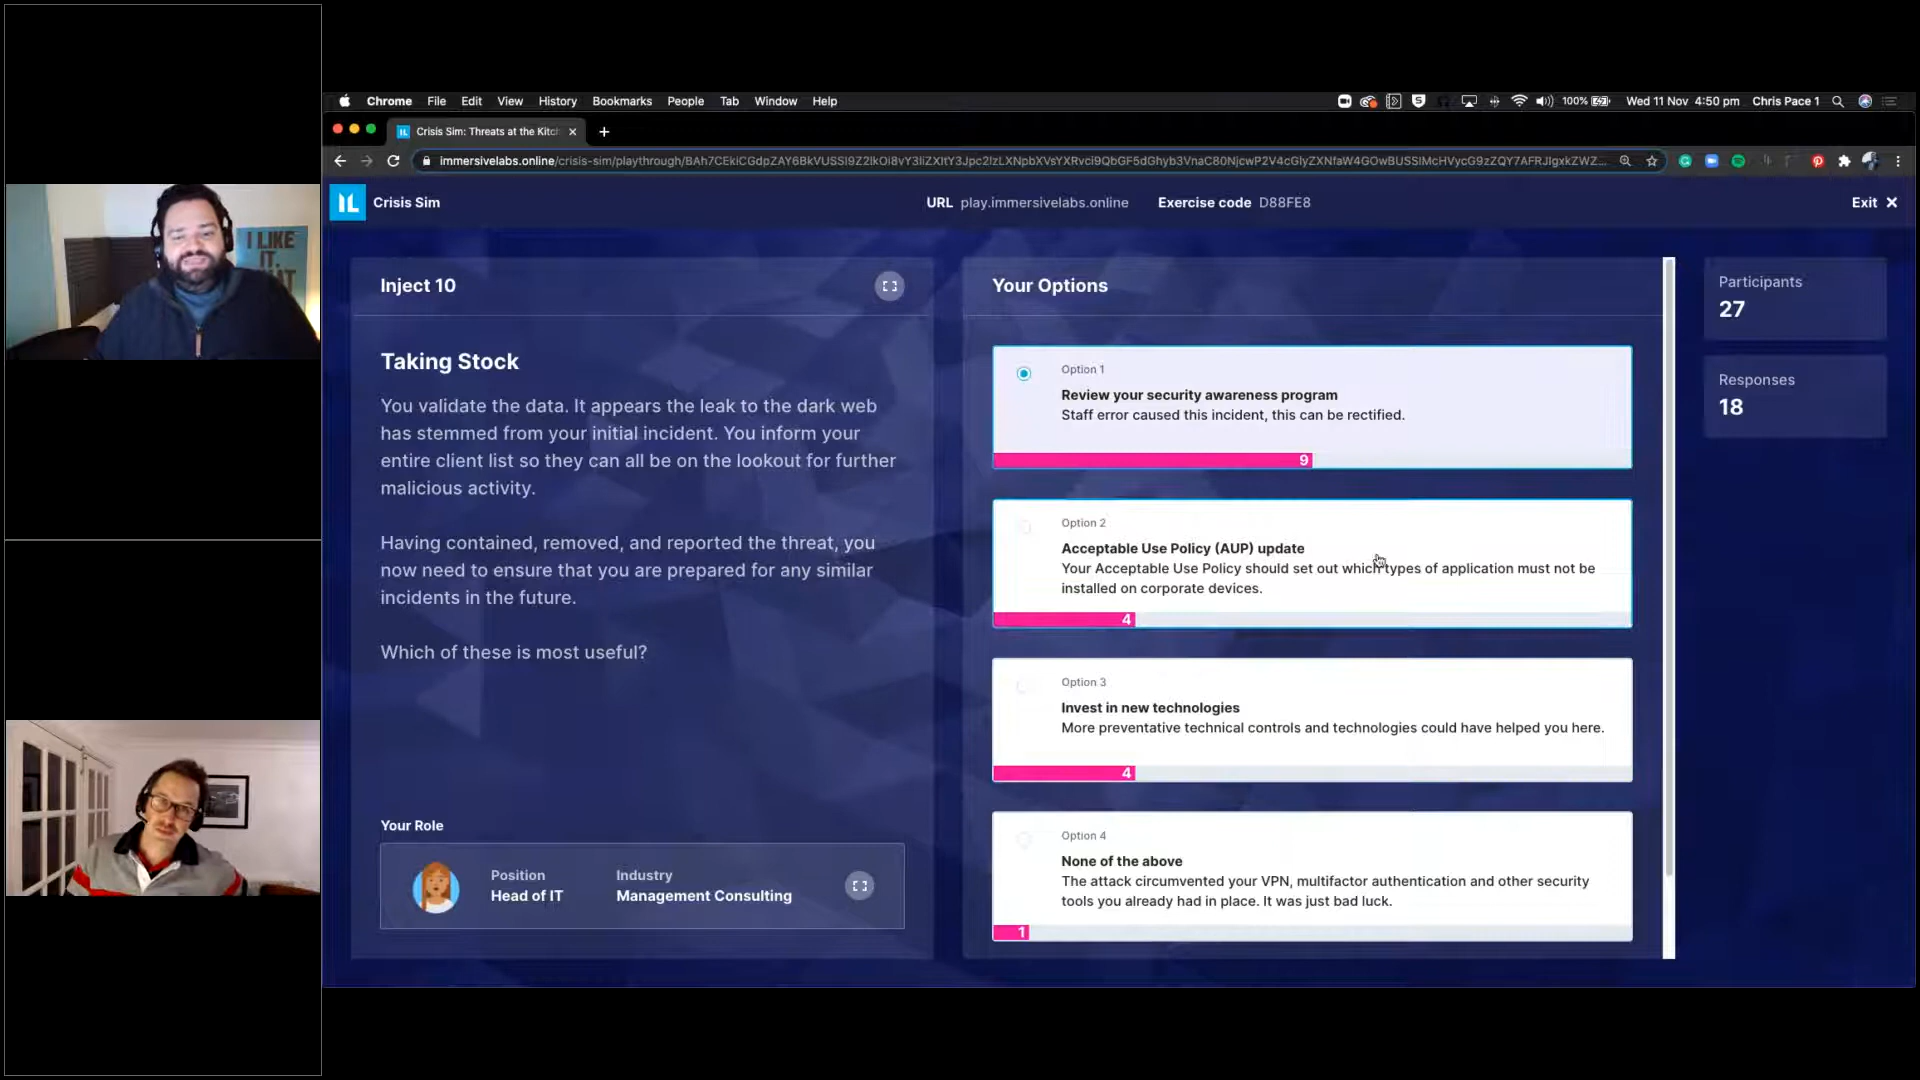 I LIKE
IT.
Chrome File Edit View History Bookmarks People Tab Window Help
100% Wed 11 Nov 4:50 pm Chris Pace 1
Crisis Sim: Threats at the Kitch
immersivelabs.online/crisis-sim/playthrough/
IL Crisis Sim
URL play.immersivelabs.online Exercise code D88FE8
Exit
Inject 10
Taking Stock
You validate the data. It appears the leak to the dark web
has stemmed from your initial incident. You inform your
entire client list so they can all be on the lookout for further
malicious activity.
Having contained, removed, and reported the threat, you
now need to ensure that you are prepared for any similar
incidents in the future.
Which of these is most useful?
Your Role
Position Industry
Head of IT Management Consulting
Your Options
Option 1
Review your security awareness program
Staff error caused this incident, this can be rectified.
9
Option 2
Acceptable Use Policy (AUP) update
Your Acceptable Use Policy should set out which types of application must not be
installed on corporate devices.
4
Option 3
Invest in new technologies
More preventative technical controls and technologies could have helped you here.
4
Option 4
None of the above
The attack circumvented your VPN, multifactor authentication and other security
tools you already had in place. It was just bad luck.
1
Participants
27
Responses
18